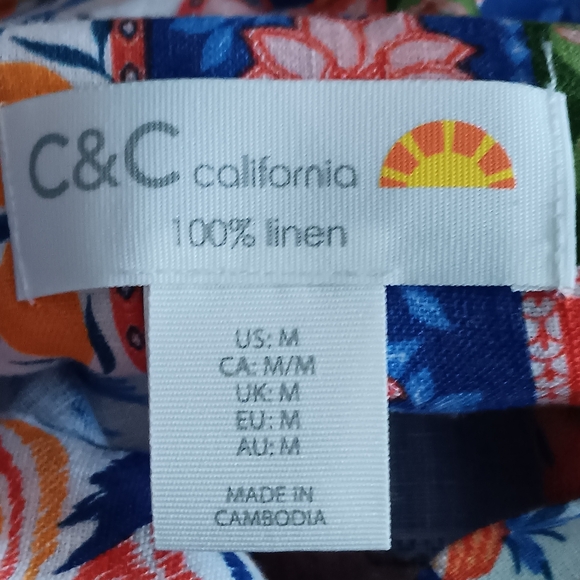 C&C california
100% linen
US: M
CA: M/M
UK: M
EU: M
AU: M
MADE IN
CAMBODIA